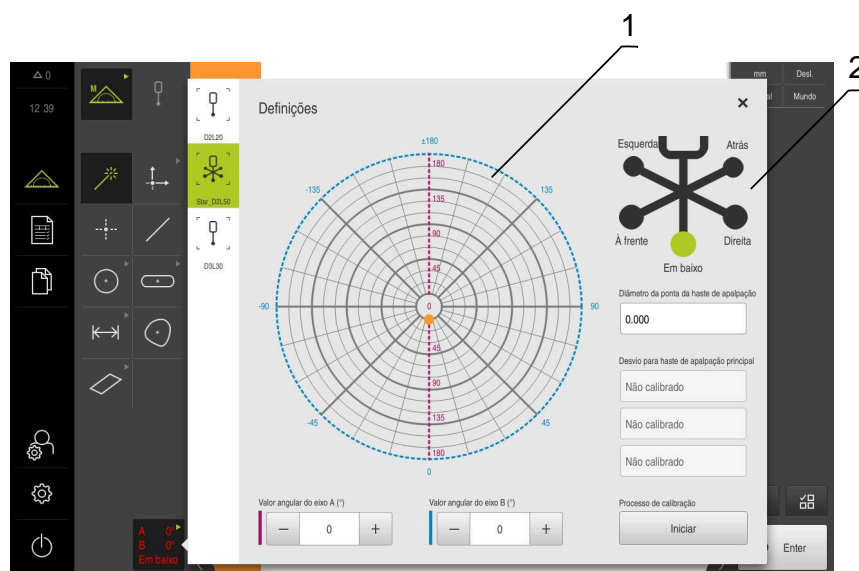 1
2
0
12 39
M
mm
Desl.
al
Mundo
D2L20
Star_D2L50
D3L30
Definições
±180
180
-135
135
135
90
45
-90
0
90
45
90
-45
135
45
180
0
Esquerda
Atrás
À frente
Direita
Em baixo
Diâmetro da ponta da haste de apalpação
0.000
Desvio para haste de apalpação principal
Não calibrado
Não calibrado
Não calibrado
Valor angular do eixo A (°)
Valor angular do eixo B (°)
Processo de calibração
− 0 +
− 0 +
Iniciar
A 0°
B 0°
Em baixo
Enter